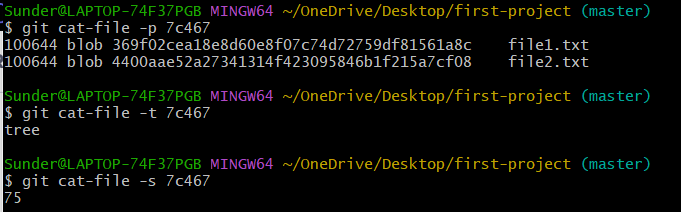 Sunder@LAPTOP-74F37PGB MINGW64 ~/OneDrive/Desktop/first-project (master)
$ git cat-file -p 7c467
100644 blob 369f02cea18e8d60e8f07c74d72759df81561a8c    file1.txt
100644 blob 4400aae52a27341314f423095846b1f215a7cf08    file2.txt
Sunder@LAPTOP-74F37PGB MINGW64 ~/OneDrive/Desktop/first-project (master)
$ git cat-file -t 7c467
tree
Sunder@LAPTOP-74F37PGB MINGW64 ~/OneDrive/Desktop/first-project (master)
$ git cat-file -s 7c467
75